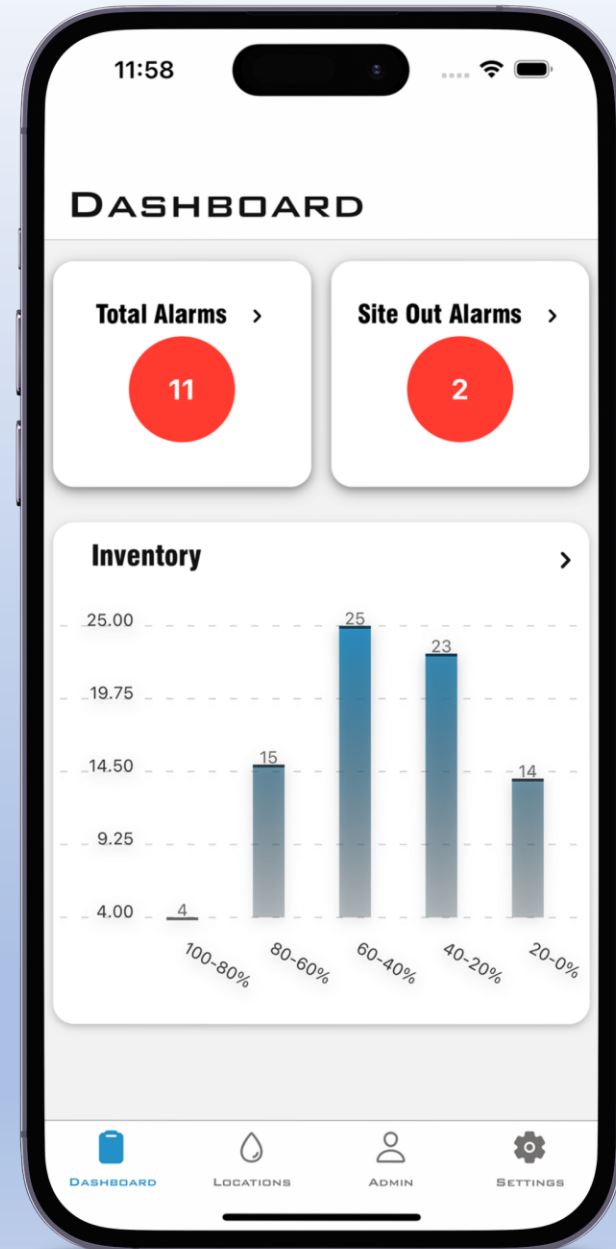 11:58
DASHBOARD
Total Alarms
Site Out Alarms
11
2
Inventory
25.00
19.75
14.50
9.25
4.00
4
15
25
23
14
100-80%
80-60%
60-40%
40-20%
20-0%
DASHBOARD
LOCATIONS
ADMIN
SETTINGS